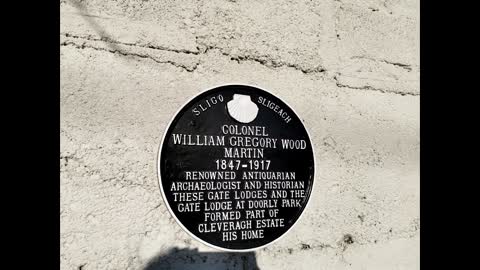 SLIGO SLIGEACH
COLONEL
WILLIAM GREGORY WOOD
MARTIN
1847-1917
RENOWNED ANTIQUARIAN
ARCHAEOLOGIST AND HISTORIAN
THESE GATE LODGES AND THE
GATE LODGE AT DOORLY PARK
FORMED PART OF
CLEVERAGH ESTATE
HIS HOME